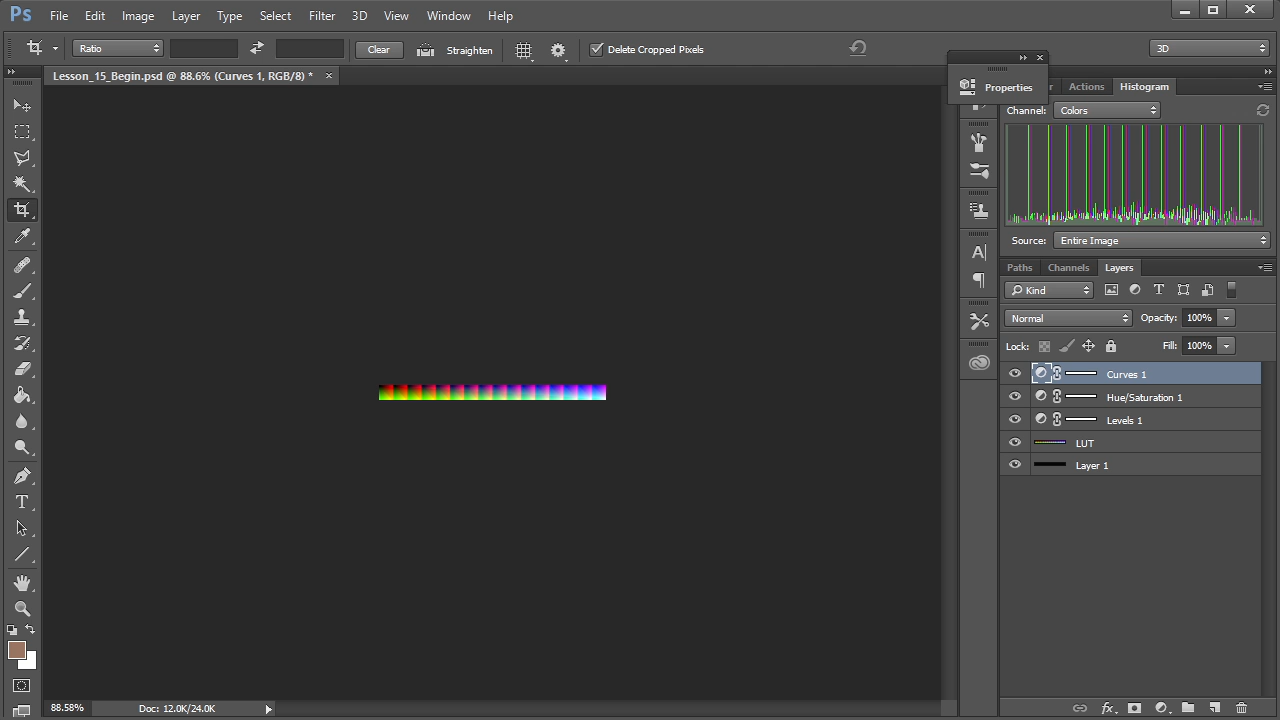 Ps File Edit Image Layer Type Select Filter 3D View Window Help
Ratio Clear Straighten Delete Cropped Pixels 3D
Lesson_15_Begin.psd @ 88.6% (Curves 1, RGB/8) * ×
Properties
Actions Histogram
Channel: Colors
Source: Entire Image
Paths Channels Layers
Kind
Normal Opacity: 100%
Lock: Fill: 100%
Curves 1
Hue/Saturation 1
Levels 1
LUT
Layer 1
88.58% Doc: 12.0K/24.0K